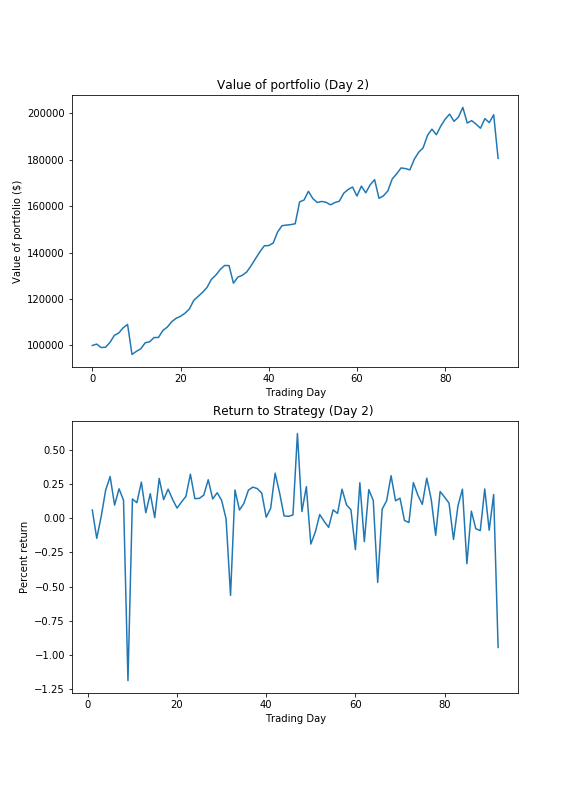 Value of portfolio (Day 2)
200000
180000
160000
140000
120000
100000
Value of portfolio ($)
0 20 40 60 80
Trading Day
Return to Strategy (Day 2)
0.50
0.25
0.00
−0.25
−0.50
−0.75
−1.00
−1.25
Percent return
0 20 40 60 80
Trading Day